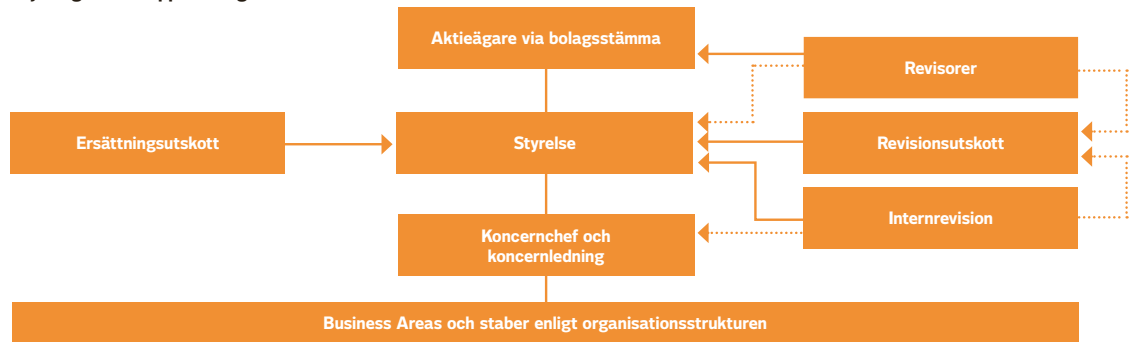 Aktieägare via bolagsstämma
Revisorer
Ersättningsutskott
Styrelse
Revisionsutskott
Internrevision
Koncernchef och
koncernledning
Business Areas och staber enligt organisationsstrukturen